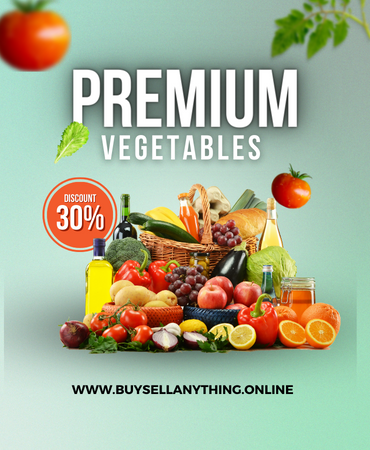 PREMIUM
VEGETABLES
DISCOUNT
30%
WWW.BUYSELLANYTHING.ONLINE